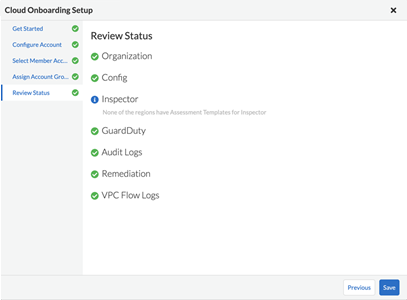 Cloud Onboarding Setup
Get Started
Configure Account
Select Member Acc...
Assign Account Gro...
Review Status
Review Status
Organization
Config
Inspector
None of the regions have Assessment Templates for Inspector
GuardDuty
Audit Logs
Remediation
VPC Flow Logs
Previous
Save